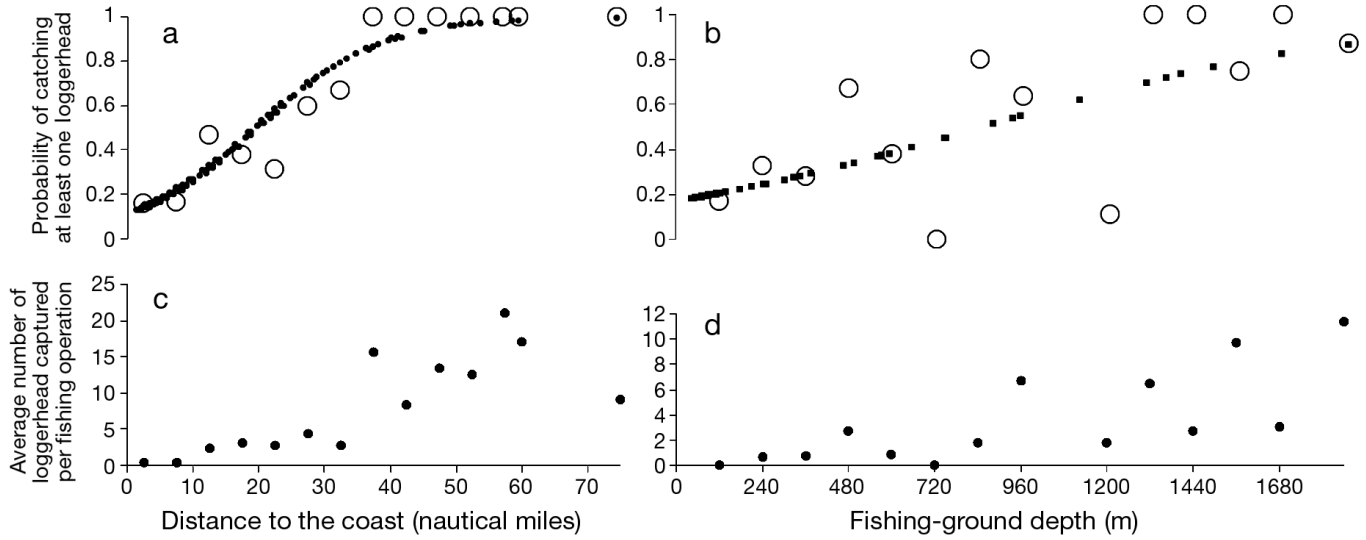 Probability of catching
at least one loggerhead
1
0.8
0.6
0.4
0.2
0
a
1
0.8
0.6
0.4
0.2
0
b
Average number of
loggerhead captured
per fishing operation
25
20
15
10
5
0
c
0 10 20 30 40 50 60 70
Distance to the coast (nautical miles)
12
10
8
6
4
2
0
d
0 240 480 720 960 1200 1440 1680
Fishing-ground depth (m)